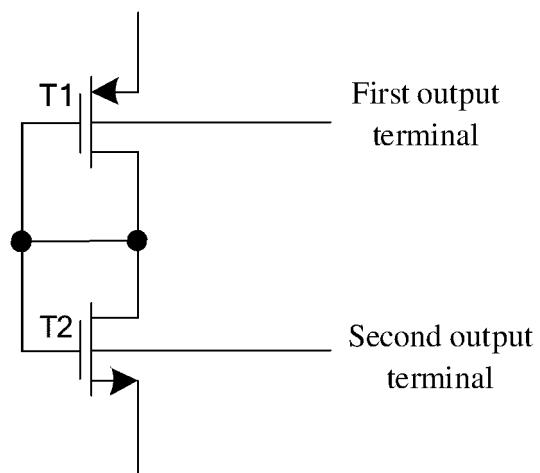 T1
First output
terminal
T2
Second output
terminal